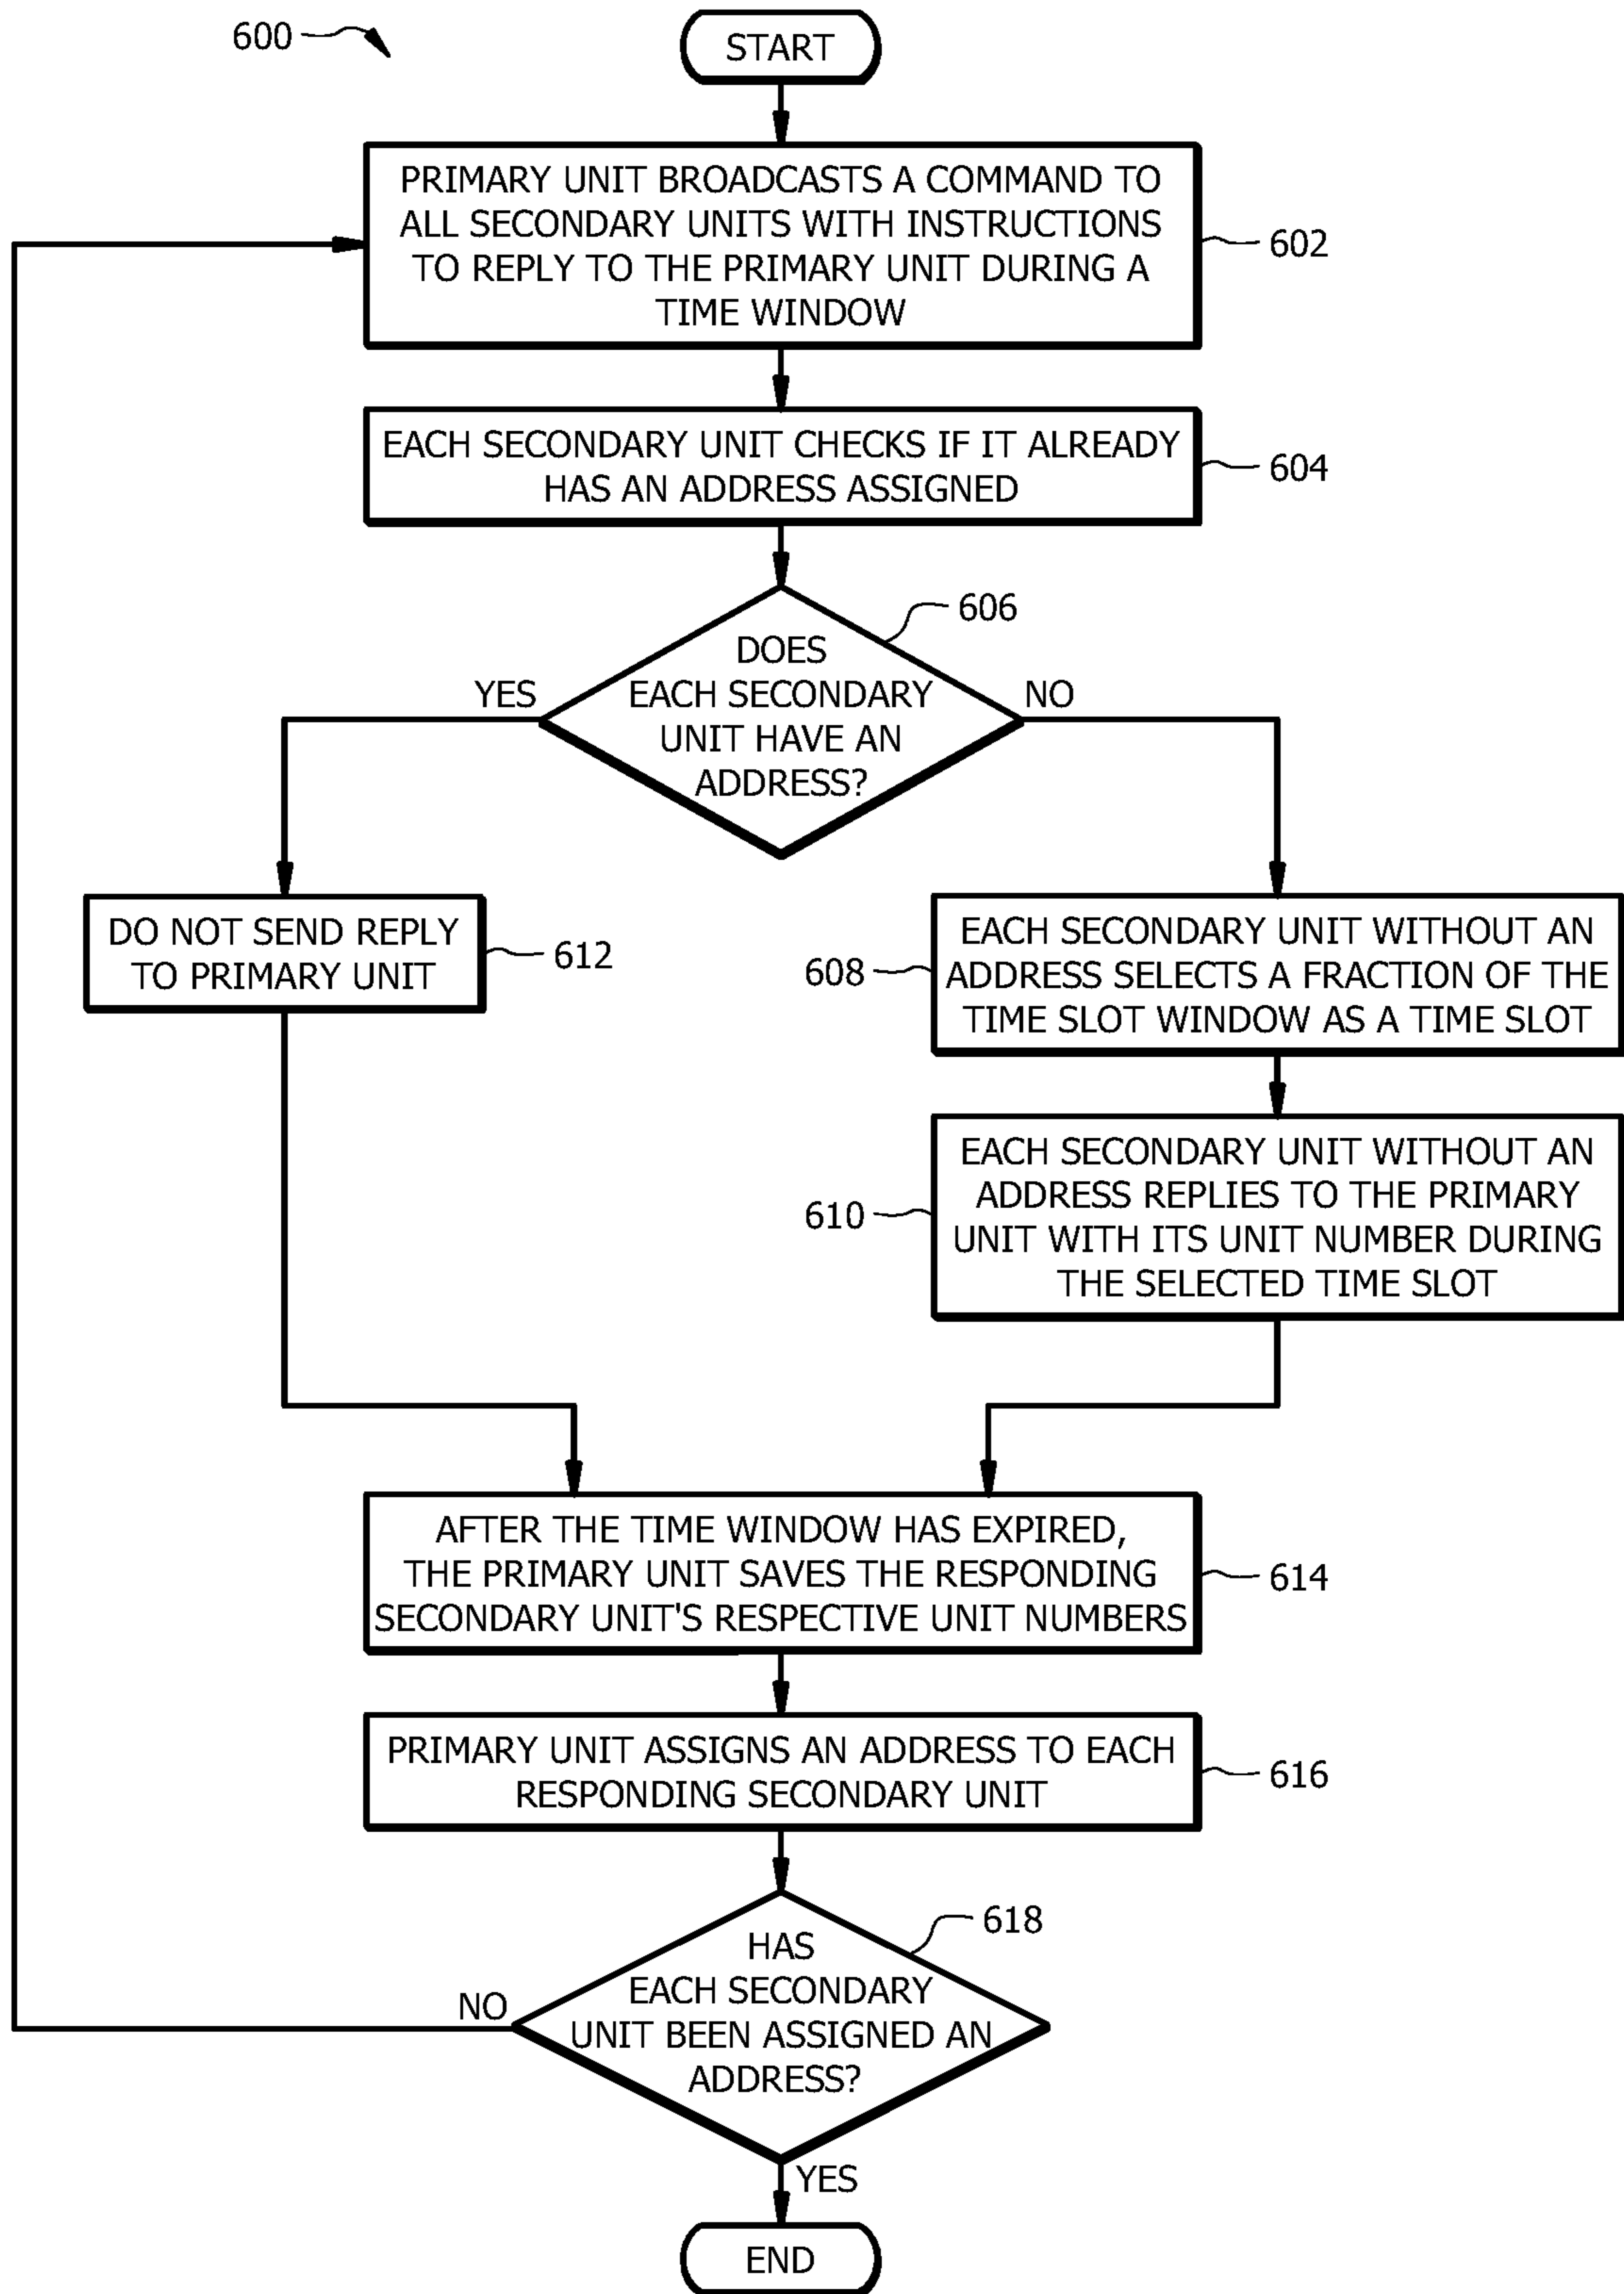 600
START
PRIMARY UNIT BROADCASTS A COMMAND TO
ALL SECONDARY UNITS WITH INSTRUCTIONS
TO REPLY TO THE PRIMARY UNIT DURING A
TIME WINDOW
602
EACH SECONDARY UNIT CHECKS IF IT ALREADY
HAS AN ADDRESS ASSIGNED
604
606
DOES
EACH SECONDARY
UNIT HAVE AN
ADDRESS?
YES
NO
DO NOT SEND REPLY
TO PRIMARY UNIT
612
608
EACH SECONDARY UNIT WITHOUT AN
ADDRESS SELECTS A FRACTION OF THE
TIME SLOT WINDOW AS A TIME SLOT
610
EACH SECONDARY UNIT WITHOUT AN
ADDRESS REPLIES TO THE PRIMARY
UNIT WITH ITS UNIT NUMBER DURING
THE SELECTED TIME SLOT
AFTER THE TIME WINDOW HAS EXPIRED,
THE PRIMARY UNIT SAVES THE RESPONDING
SECONDARY UNIT'S RESPECTIVE UNIT NUMBERS
614
PRIMARY UNIT ASSIGNS AN ADDRESS TO EACH
RESPONDING SECONDARY UNIT
616
618
HAS
EACH SECONDARY
UNIT BEEN ASSIGNED AN
ADDRESS?
NO
YES
END